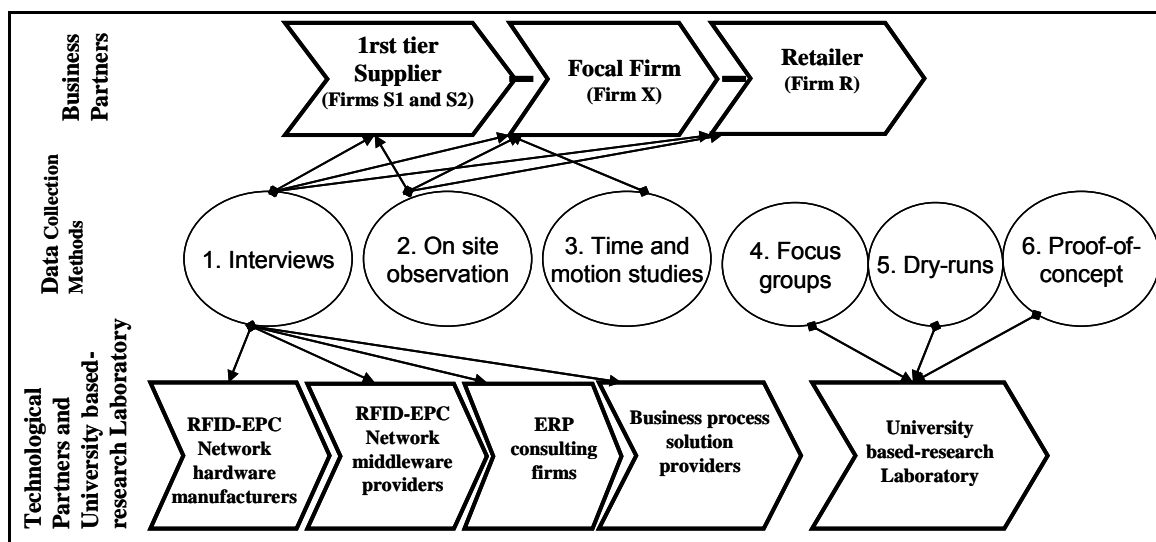 Business
Partners
1rst tier
Supplier
(Firms S1 and S2)
Focal Firm
(Firm X)
Retailer
(Firm R)
Data Collection
Methods
1. Interviews
2. On site
observation
3. Time and
motion studies
4. Focus
groups
5. Dry-runs
6. Proof-of-
concept
Technological
Partners and
University based-
research Laboratory
RFID-EPC
Network
hardware
manufacturers
RFID-EPC
Network
middleware
providers
ERP
consulting
firms
Business process
solution
providers
University
based-research
Laboratory